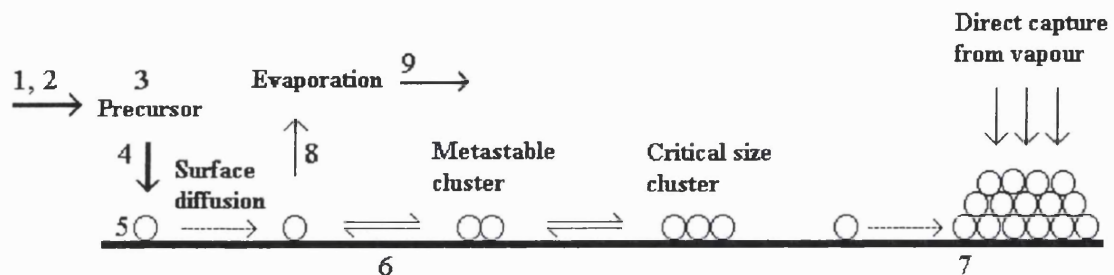 Direct capture
from vapour
1, 2
3
Precursor
Evaporation
9
4
Surface
diffusion
8
Metastable
cluster
Critical size
cluster
5
6
7